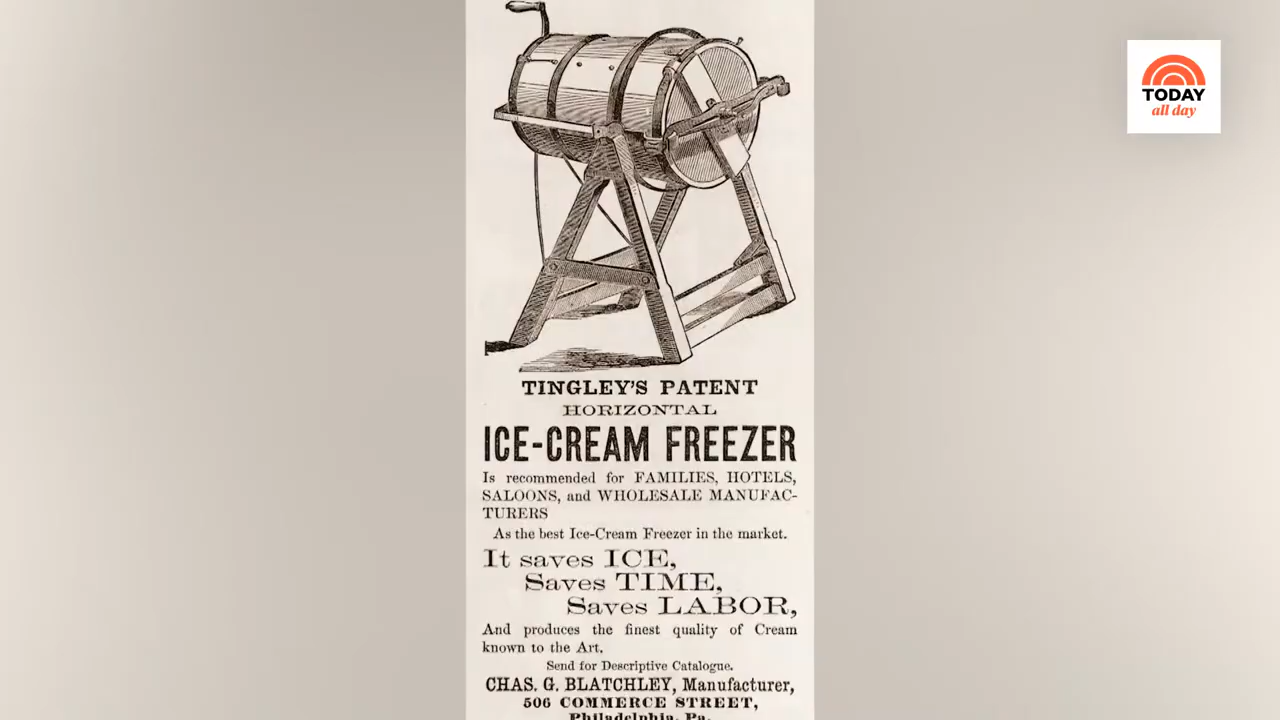 TODAY
all day
TINGLEY'S PATENT
HORIZONTAL
ICE-CREAM FREEZER
Is recommended for FAMILIES, HOTELS,
SALOONS, and WHOLESALE MANUFAC-
TURERS
As the best Ice-Cream Freezer in the market.
It saves ICE,
Saves TIME,
Saves LABOR,
And produces the finest quality of Cream
known to the Art.
Send for Descriptive Catalogue.
CHAS. G. BLATCHLEY, Manufacturer,
506 COMMERCE STREET,
Philadelphia, Pa.